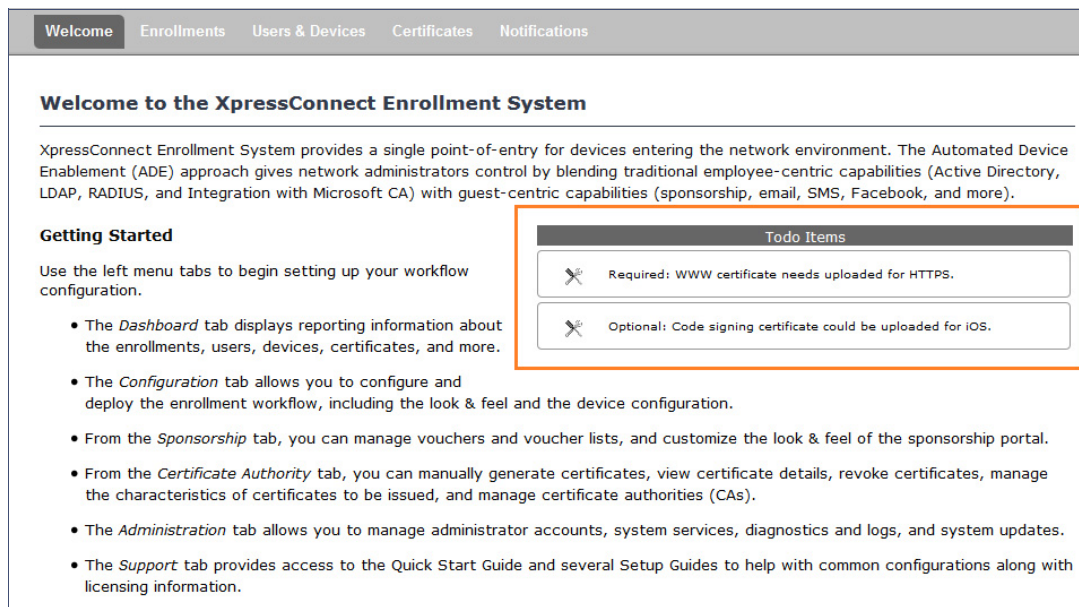 Welcome Enrollments Users & Devices Certificates Notifications
Welcome to the XpressConnect Enrollment System
XpressConnect Enrollment System provides a single point-of-entry for devices entering the network environment. The Automated Device
Enablement (ADE) approach gives network administrators control by blending traditional employee-centric capabilities (Active Directory,
LDAP, RADIUS, and Integration with Microsoft CA) with guest-centric capabilities (sponsorship, email, SMS, Facebook, and more).
Getting Started
Use the left menu tabs to begin setting up your workflow
configuration.
• The Dashboard tab displays reporting information about
the enrollments, users, devices, certificates, and more.
Todo Items
Required: WWW certificate needs uploaded for HTTPS.
Optional: Code signing certificate could be uploaded for iOS.
• The Configuration tab allows you to configure and
deploy the enrollment workflow, including the look & feel and the device configuration.
• From the Sponsorship tab, you can manage vouchers and voucher lists, and customize the look & feel of the sponsorship portal.
• From the Certificate Authority tab, you can manually generate certificates, view certificate details, revoke certificates, manage
the characteristics of certificates to be issued, and manage certificate authorities (CAs).
• The Administration tab allows you to manage administrator accounts, system services, diagnostics and logs, and system updates.
• The Support tab provides access to the Quick Start Guide and several Setup Guides to help with common configurations along with
licensing information.